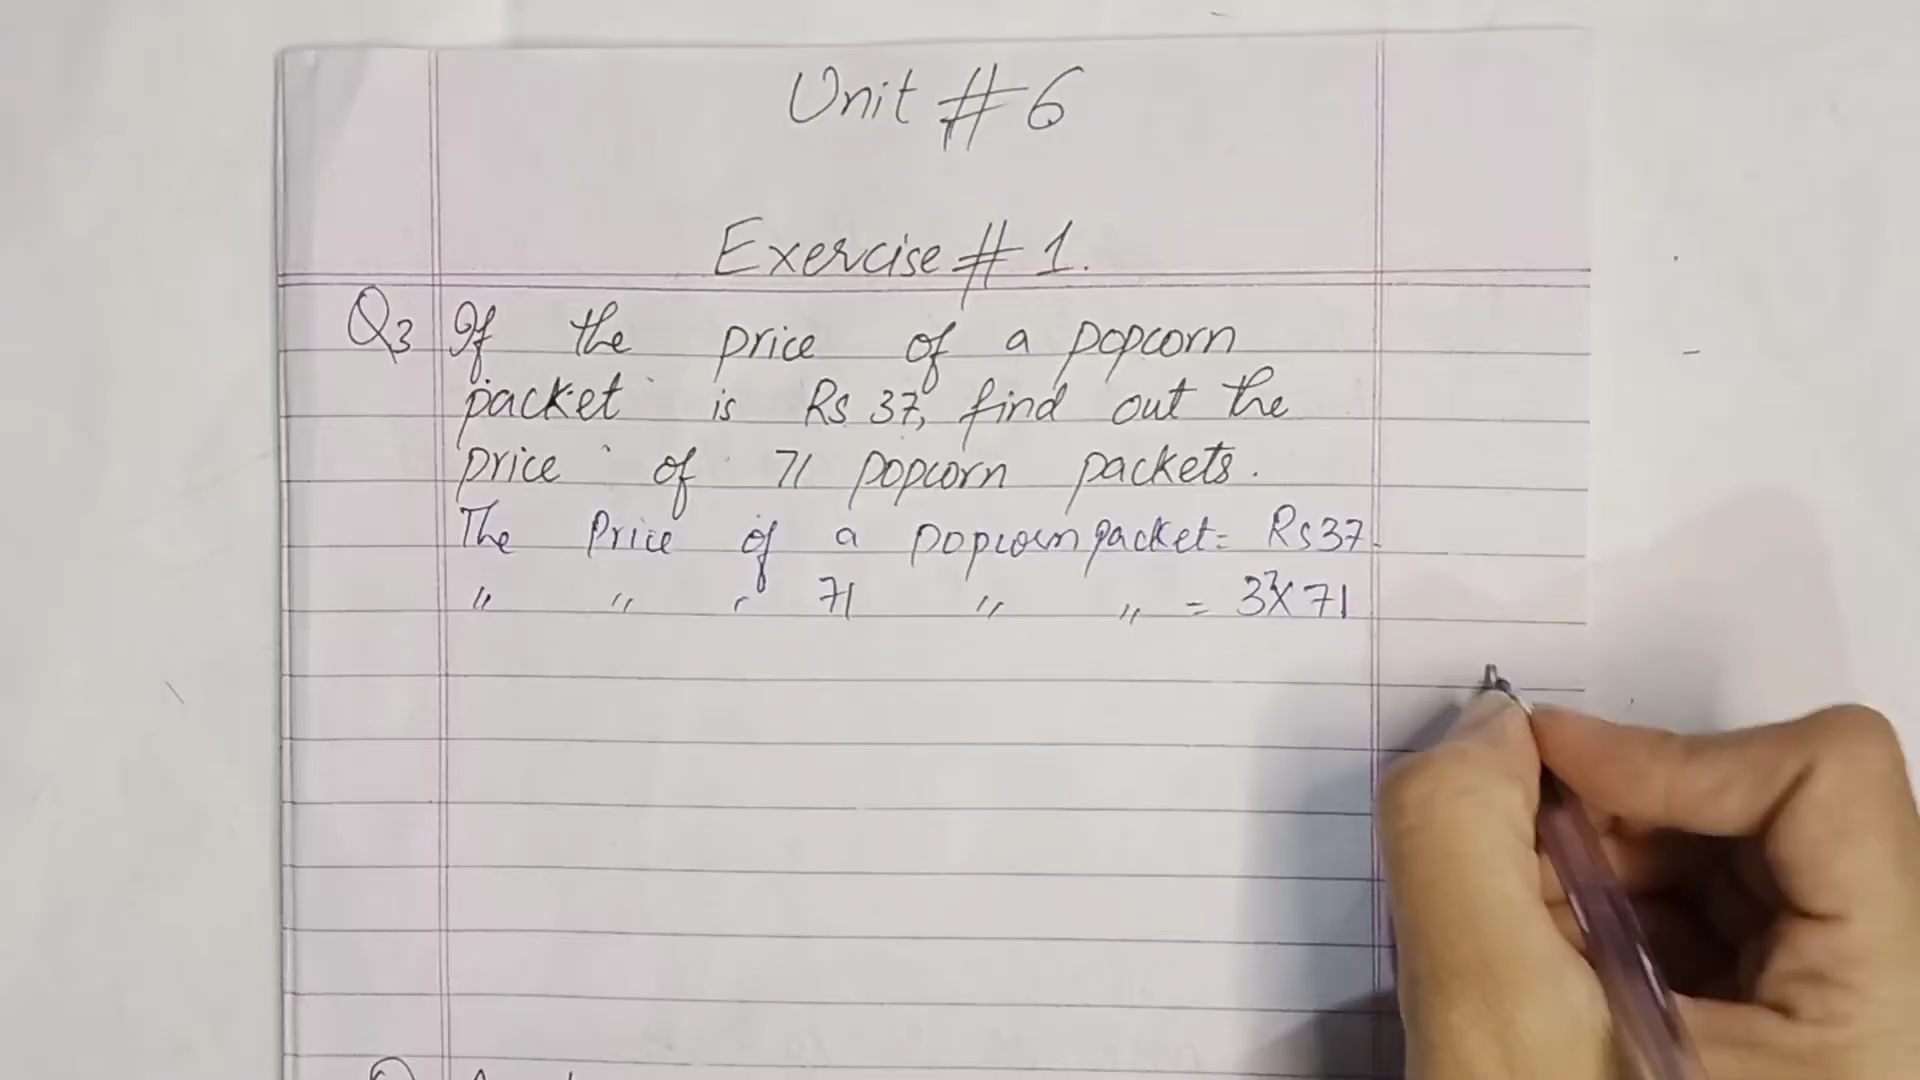 Unit #6
Exercise # 1.
Q3 If the price of a popcorn
packet is Rs 37, find out the
price of 71 popcorn packets.
The Price of a popcorn packet = Rs 37.
" " " 71 " " = 37 X 71